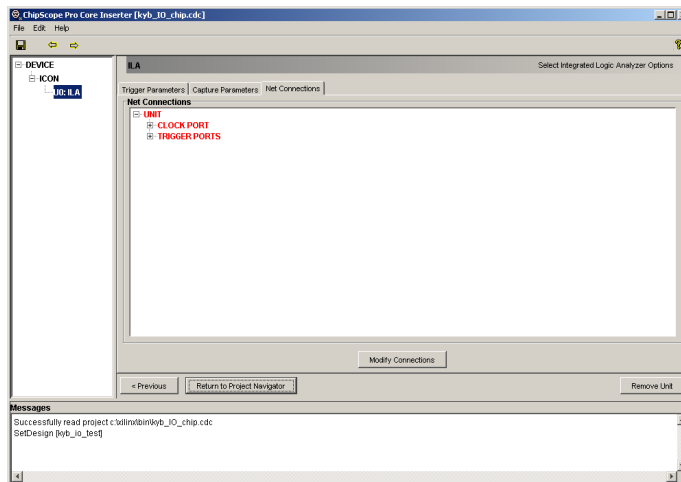 ChipScope Pro Core Inserter [kyb_IO_chip.cdc]
File Edit Help
DEVICE
ICON
U0: ILA
ILA
Select Integrated Logic Analyzer Options
Trigger Parameters Capture Parameters Net Connections
Net Connections
UNIT
CLOCK PORT
TRIGGER PORTS
Modify Connections
< Previous Return to Project Navigator Remove Unit
Messages
Successfully read project c:\xilinx\bin\kyb_IO_chip.cdc
SetDesign [kyb_io_test]